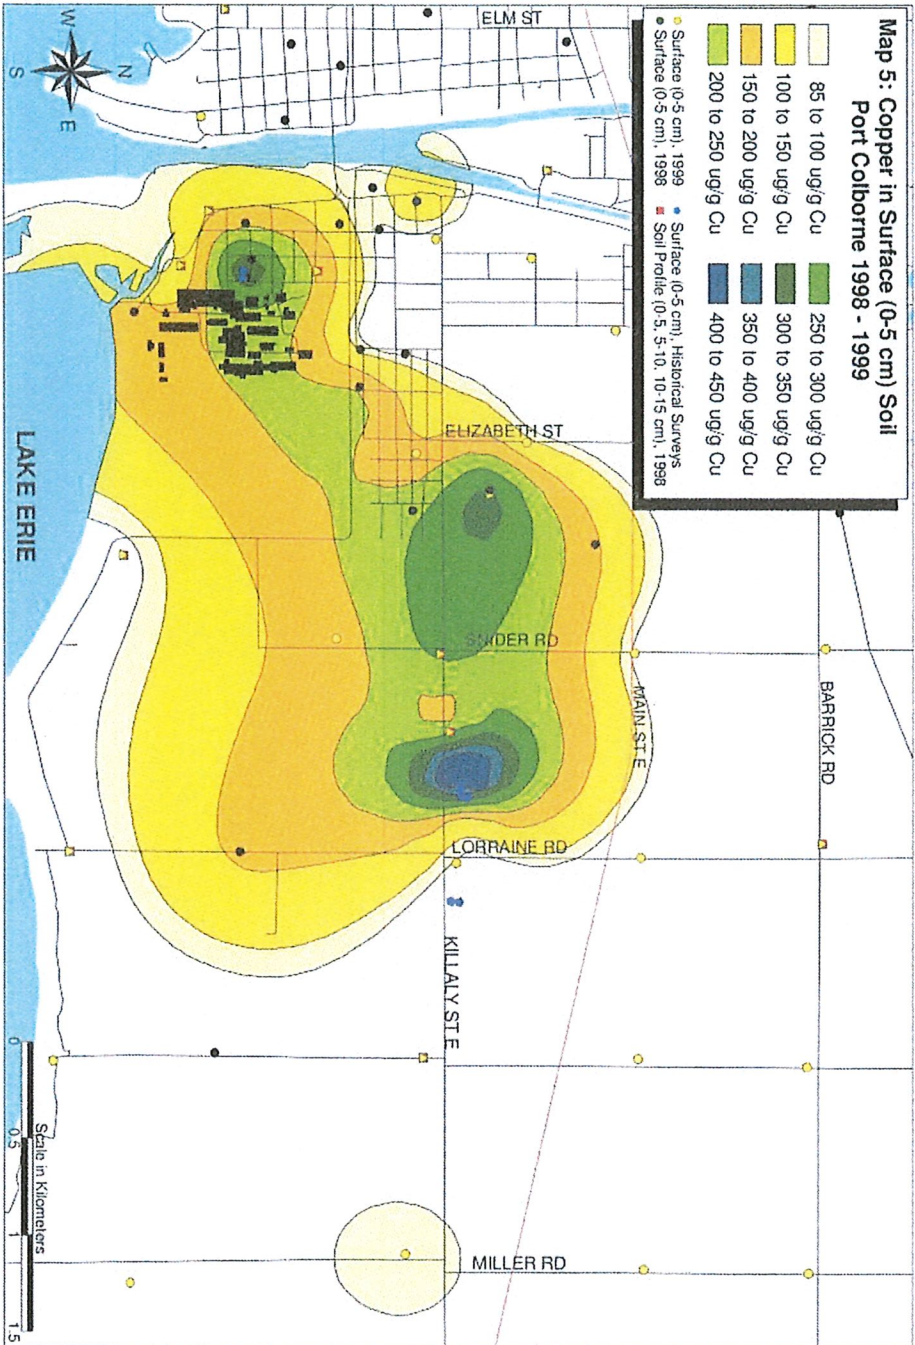 Map 5: Copper in Surface (0-5 cm) Soil
Port Colborne 1998 - 1999
85 to 100 ug/g Cu
100 to 150 ug/g Cu
150 to 200 ug/g Cu
200 to 250 ug/g Cu
250 to 300 ug/g Cu
300 to 350 ug/g Cu
350 to 400 ug/g Cu
400 to 450 ug/g Cu
Surface (0-5 cm), 1999
Surface (0-5 cm), 1998
Surface (0-5 cm), Historical Surveys
Soil Profile (0-5, 5-10, 10-15 cm), 1998
ELM ST
W
N
S
E
ELIZABETH ST
LAKE ERIE
SNIDER RD
MAIN ST E
BARRICK RD
LORRAINE RD
KILLALY ST E
MILLER RD
Scale in Kilometers
0
0.5
1
1.5